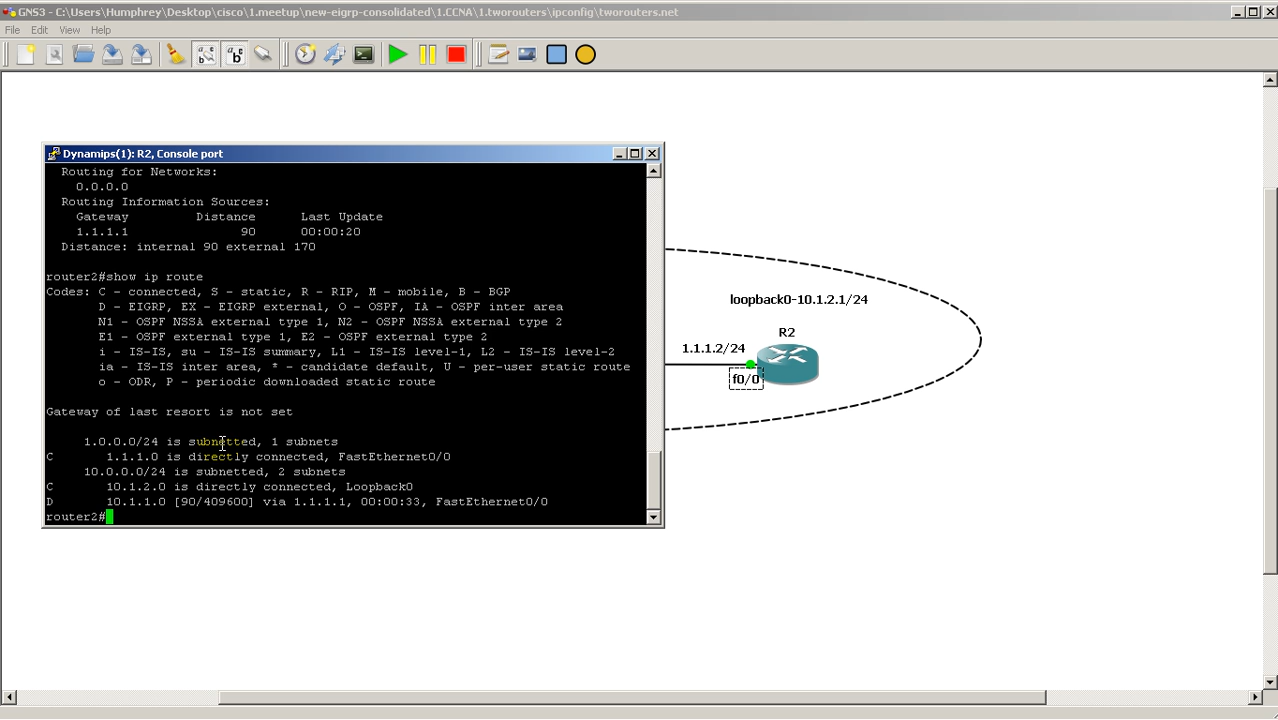 GNS3 - C:\Users\Humphrey\Desktop\cisco\1.meetup\new-eigrp-consolidated\1.CCNA\1.tworouters\ipconfig\tworouters.net
File Edit View Help
Dynamips(1): R2, Console port
Routing for Networks:
0.0.0.0
Routing Information Sources:
Gateway Distance Last Update
1.1.1.1 90 00:00:20
Distance: internal 90 external 170
router2#show ip route
Codes: C - connected, S - static, R - RIP, M - mobile, B - BGP
D - EIGRP, EX - EIGRP external, O - OSPF, IA - OSPF inter area
N1 - OSPF NSSA external type 1, N2 - OSPF NSSA external type 2
E1 - OSPF external type 1, E2 - OSPF external type 2
i - IS-IS, su - IS-IS summary, L1 - IS-IS level-1, L2 - IS-IS level-2
ia - IS-IS inter area, * - candidate default, U - per-user static route
o - ODR, P - periodic downloaded static route
Gateway of last resort is not set
1.0.0.0/24 is subnetted, 1 subnets
C 1.1.1.0 is directly connected, FastEthernet0/0
10.0.0.0/24 is subnetted, 2 subnets
C 10.1.2.0 is directly connected, Loopback0
D 10.1.1.0 [90/409600] via 1.1.1.1, 00:00:33, FastEthernet0/0
router2#
loopback0-10.1.2.1/24
R2
1.1.1.2/24
f0/0